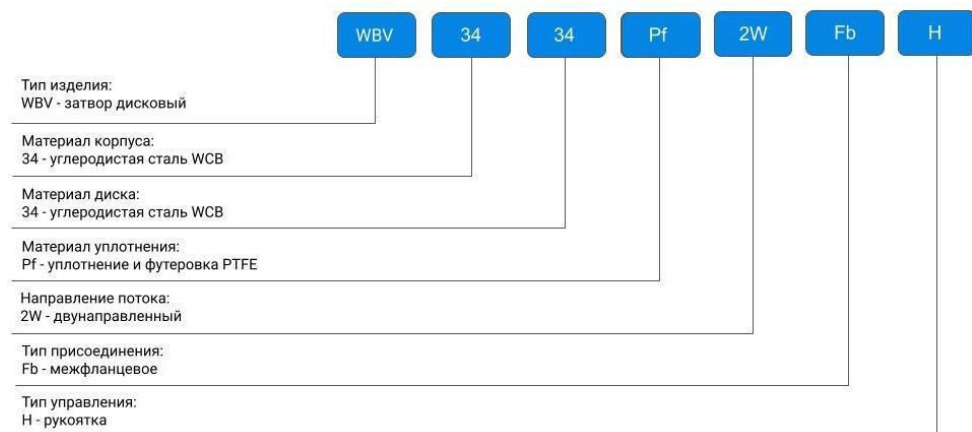 WBV 34 34 Pf 2W Fb H
Тип изделия:
WBV - затвор дисковый
Материал корпуса:
34 - углеродистая сталь WCB
Материал диска:
34 - углеродистая сталь WCB
Материал уплотнения:
Pf - уплотнение и футеровка PTFE
Направление потока:
2W - двунаправленный
Тип присоединения:
Fb - межфланцевое
Тип управления:
H - рукоятка